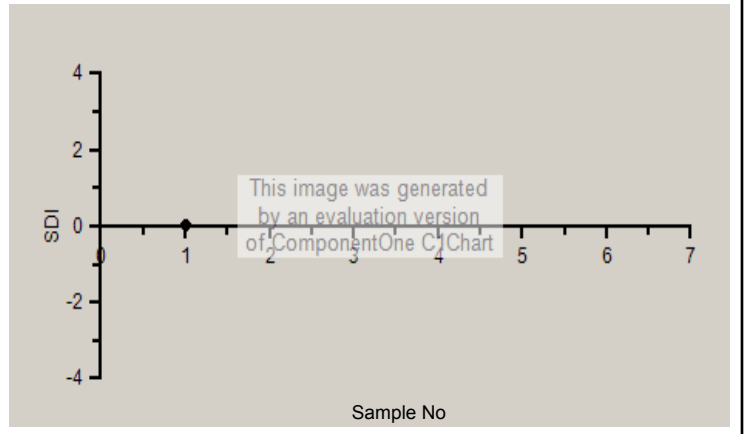 4
2
SDI
0
-2
-4
This image was generated
by an evaluation version
of ComponentOne C1Chart
0 1 2 3 4 5 6 7
Sample No